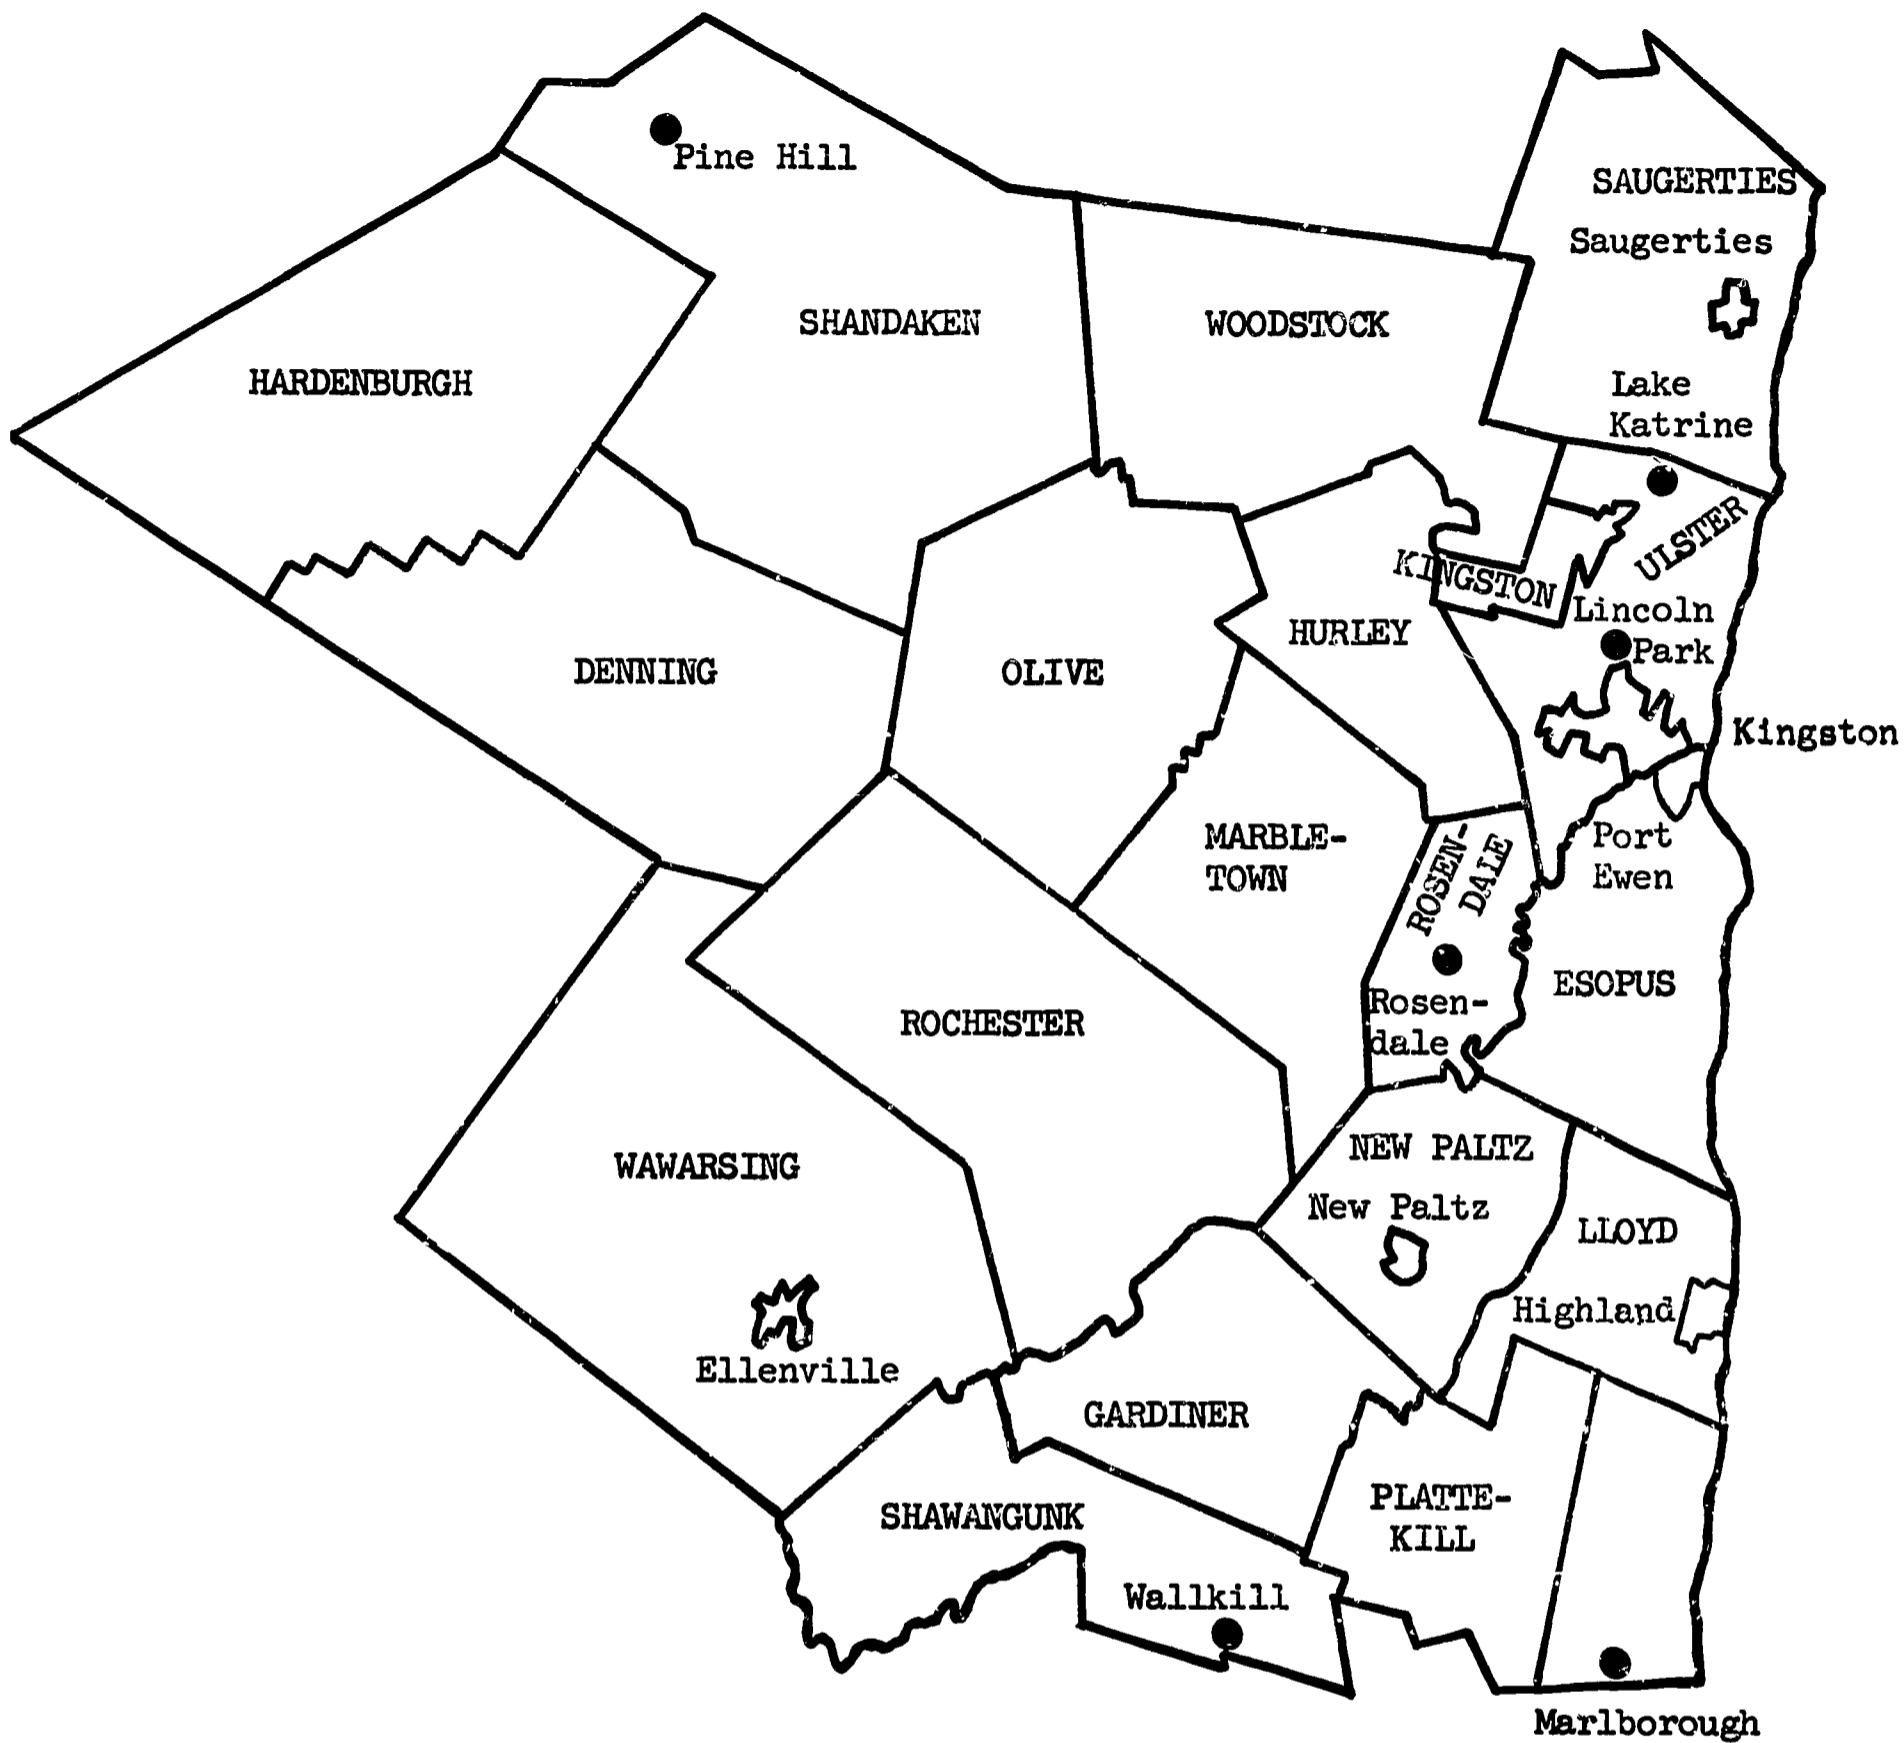 Pine Hill
SAUGERTIES
Saugerties
SHANDAKEN
WOODSTOCK
HARDENBURGH
Lake
Katrine
ULSTER
KINGSTON
Lincoln
Park
HURLEY
DENNING
OLIVE
Kingston
MARBLE-
TOWN
ROSEN-
DALE
Port
Ewen
ESOPUS
Rosen-
dale
ROCHESTER
NEW PALTZ
WAWARSING
New Paltz
LLOYD
Highland
Ellenville
GARDINER
PLATTE-
KILL
SHAWANGUNK
Wallkill
Marlborough